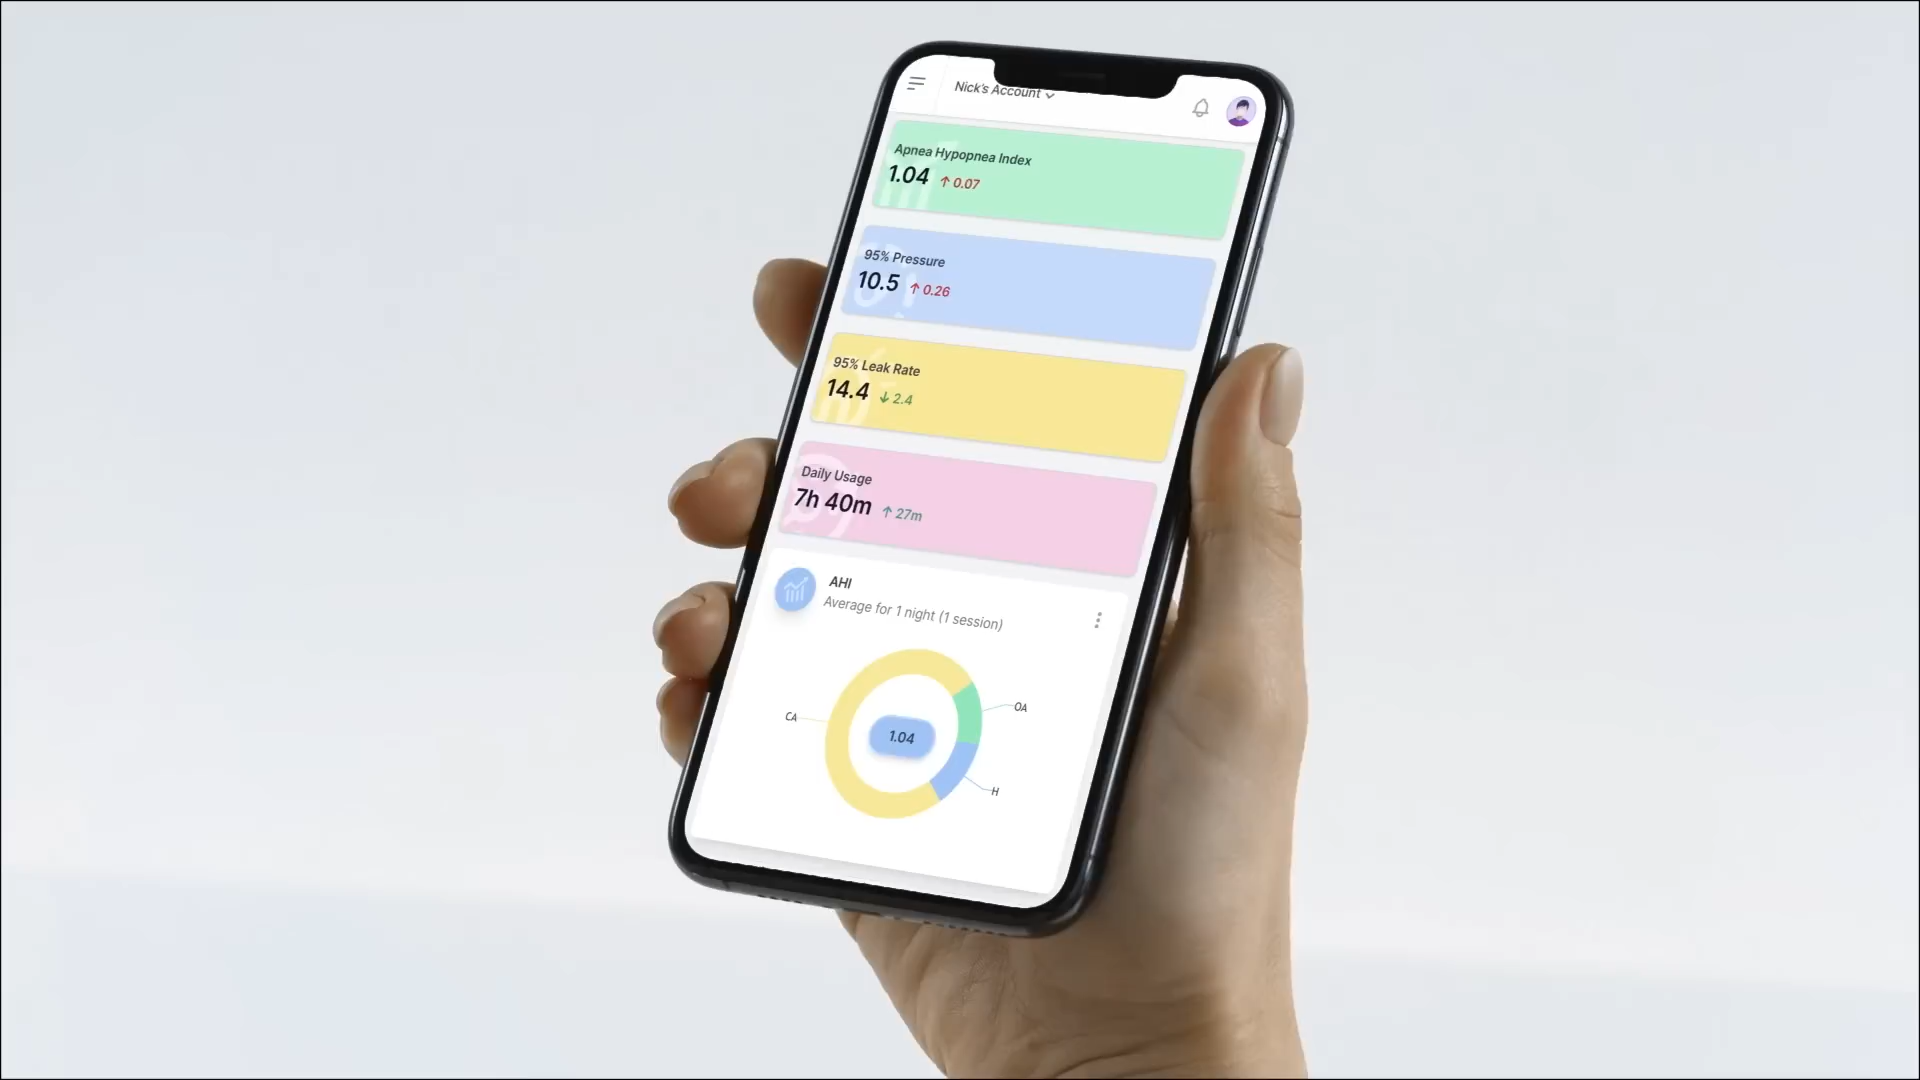 Nick's Account
Apnea Hypopnea Index
1.04 ↑ 0.07
95% Pressure
10.5 ↑ 0.26
95% Leak Rate
14.4 ↓ 2.4
Daily Usage
7h 40m ↑ 27m
AHI
Average for 1 night (1 session)
OA
CA
1.04
H